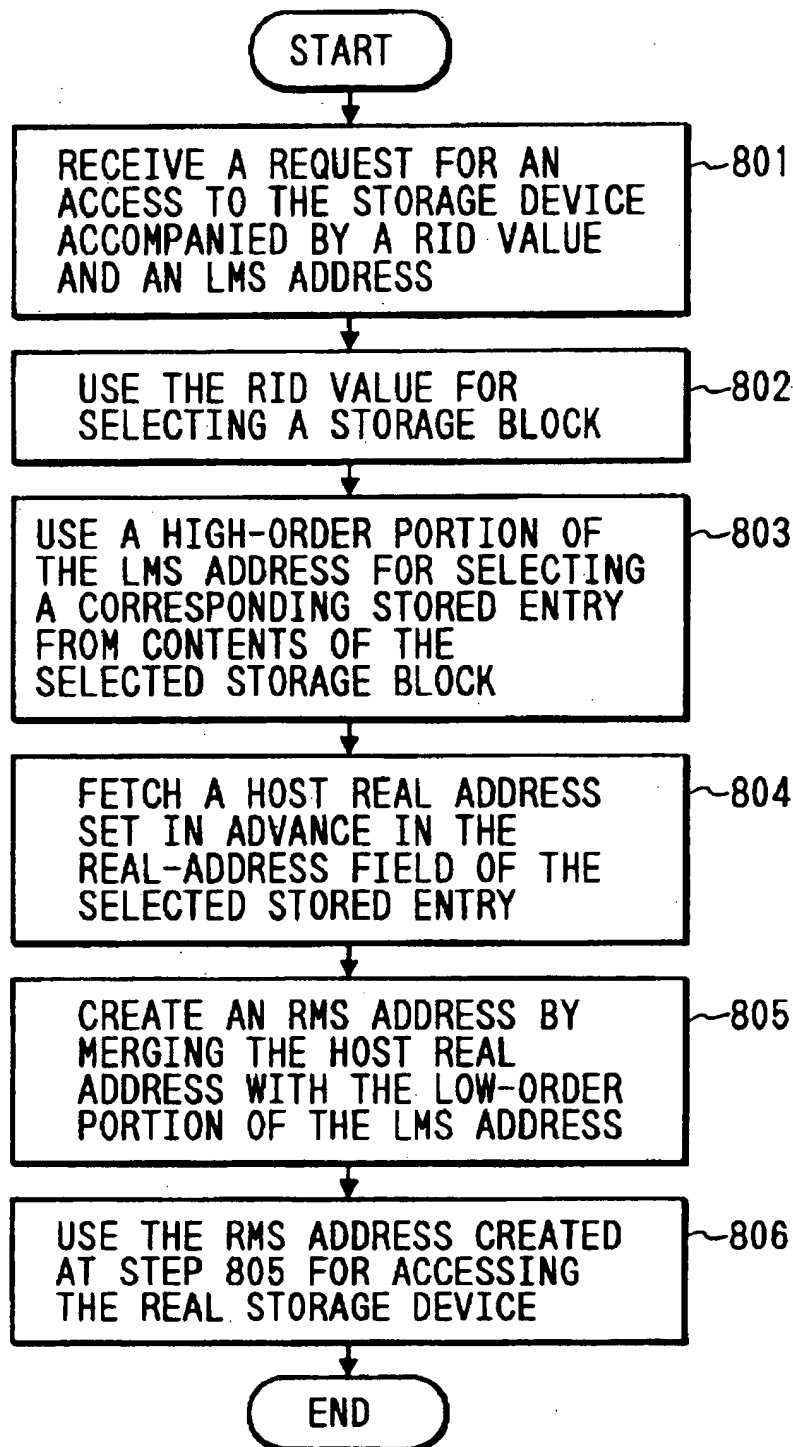 START
RECEIVE A REQUEST FOR AN
ACCESS TO THE STORAGE DEVICE
ACCOMPANIED BY A RID VALUE
AND AN LMS ADDRESS
801
USE THE RID VALUE FOR
SELECTING A STORAGE BLOCK
802
USE A HIGH-ORDER PORTION OF
THE LMS ADDRESS FOR SELECTING
A CORRESPONDING STORED ENTRY
FROM CONTENTS OF THE
SELECTED STORAGE BLOCK
803
FETCH A HOST REAL ADDRESS
SET IN ADVANCE IN THE
REAL-ADDRESS FIELD OF THE
SELECTED STORED ENTRY
804
CREATE AN RMS ADDRESS BY
MERGING THE HOST REAL
ADDRESS WITH THE LOW-ORDER
PORTION OF THE LMS ADDRESS
805
USE THE RMS ADDRESS CREATED
AT STEP 805 FOR ACCESSING
THE REAL STORAGE DEVICE
806
END